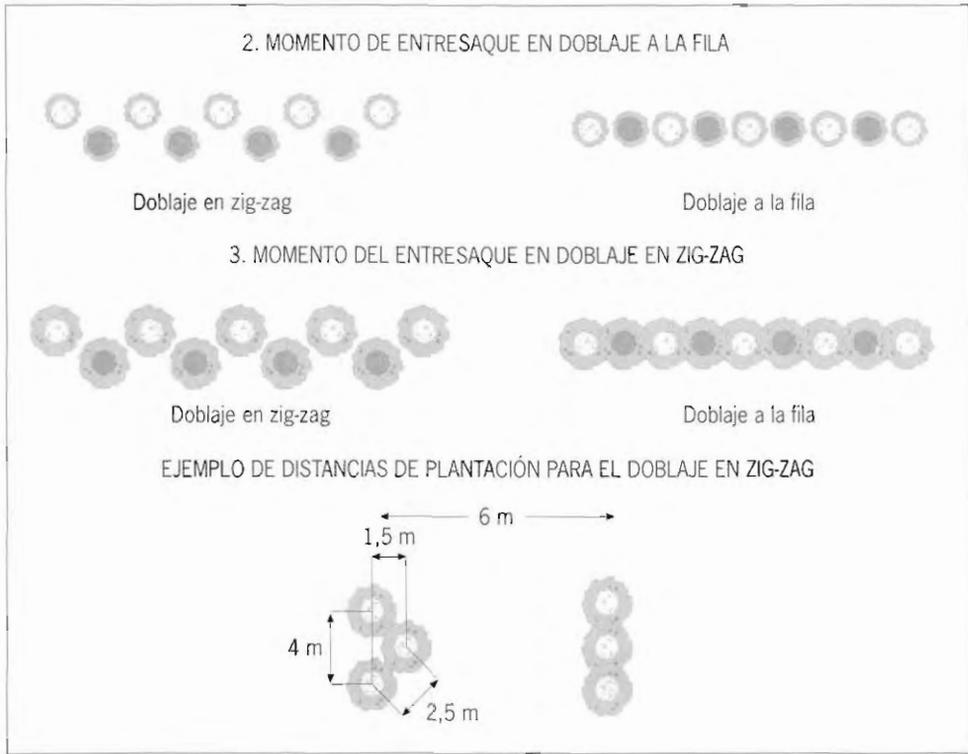 2. MOMENTO DE ENTRESAQUE EN DOBLAJE A LA FILA
Doblaje en zig-zag
Doblaje a la fila
3. MOMENTO DEL ENTRESAQUE EN DOBLAJE EN ZIG-ZAG
Doblaje en zig-zag
Doblaje a la fila
EJEMPLO DE DISTANCIAS DE PLANTACIÓN PARA EL DOBLAJE EN ZIG-ZAG
6 m
1,5 m
4 m
2,5 m